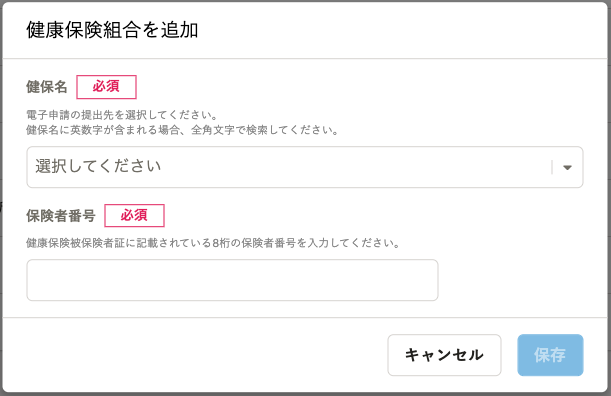 健康保険組合を追加
健保名 必須
電子申請の提出先を選択してください。
健保名に英数字が含まれる場合、全角文字で検索してください。
選択してください
保険者番号 必須
健康保険被保険者証に記載されている8桁の保険者番号を入力してください。
キャンセル 保存